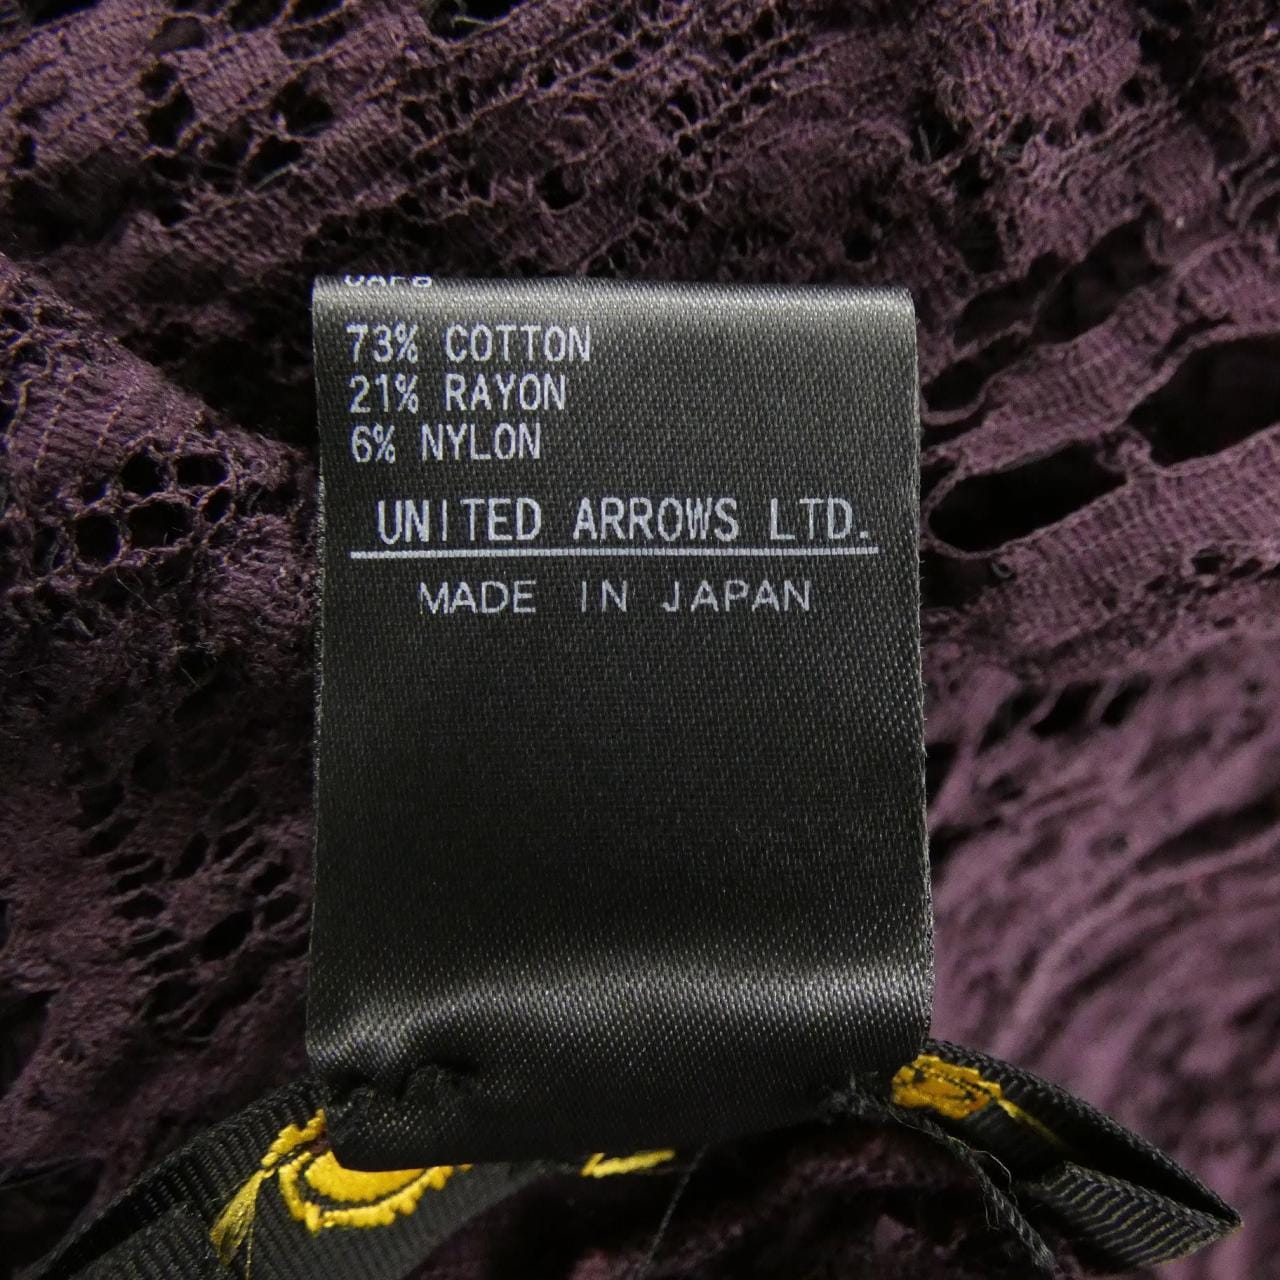 73% COTTON
21% RAYON
6% NYLON
UNITED ARROWS LTD.
MADE IN JAPAN